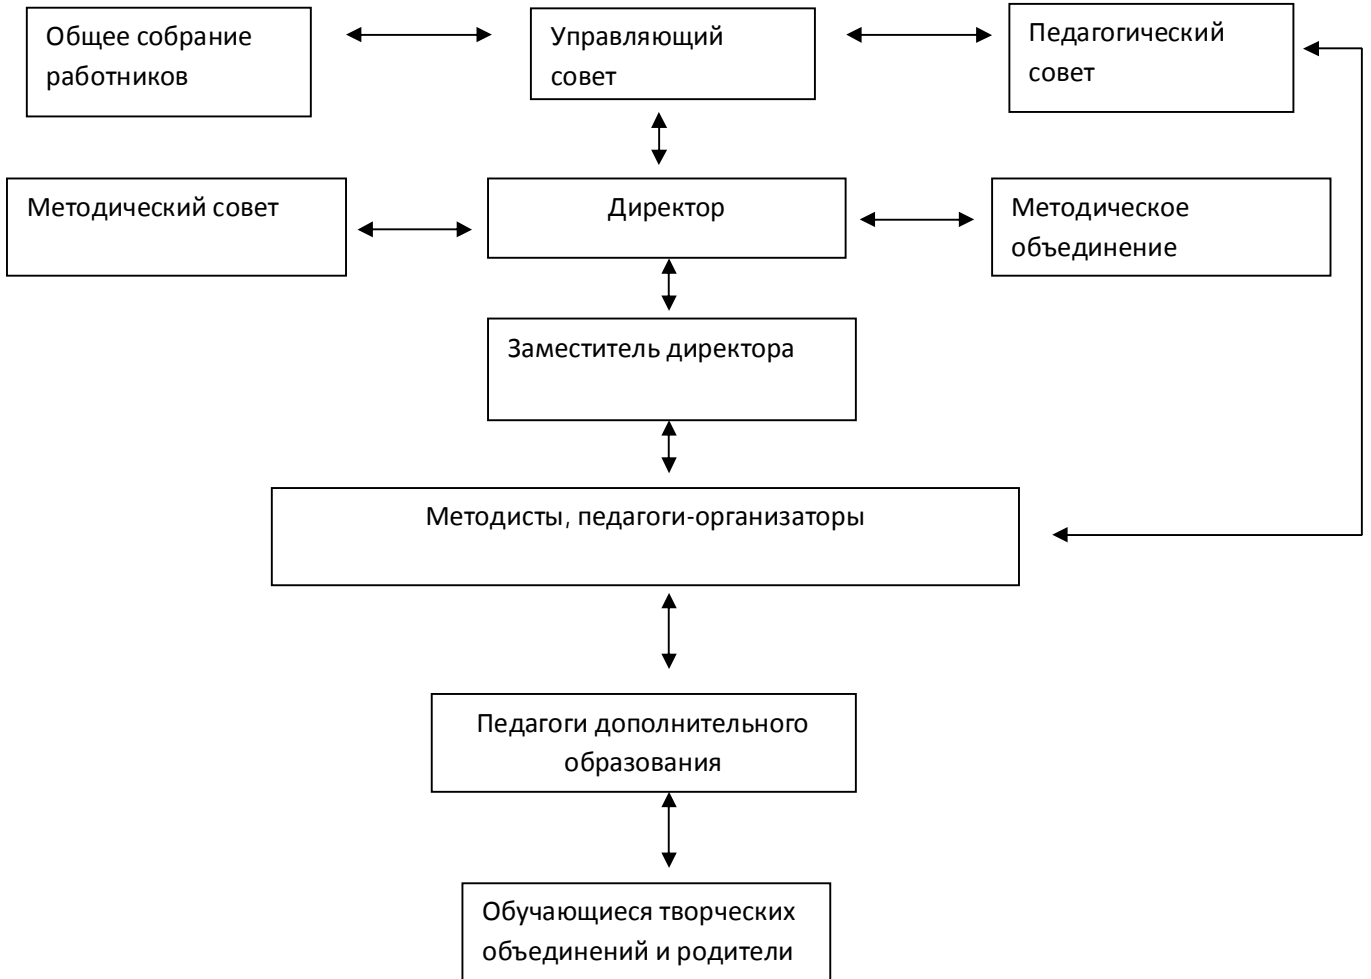 Общее собрание
работников
Управляющий
совет
Педагогический
совет
Методический совет
Директор
Методическое
объединение
Заместитель директора
Методисты, педагоги-организаторы
Педагоги дополнительного
образования
Обучающиеся творческих
объединений и родители